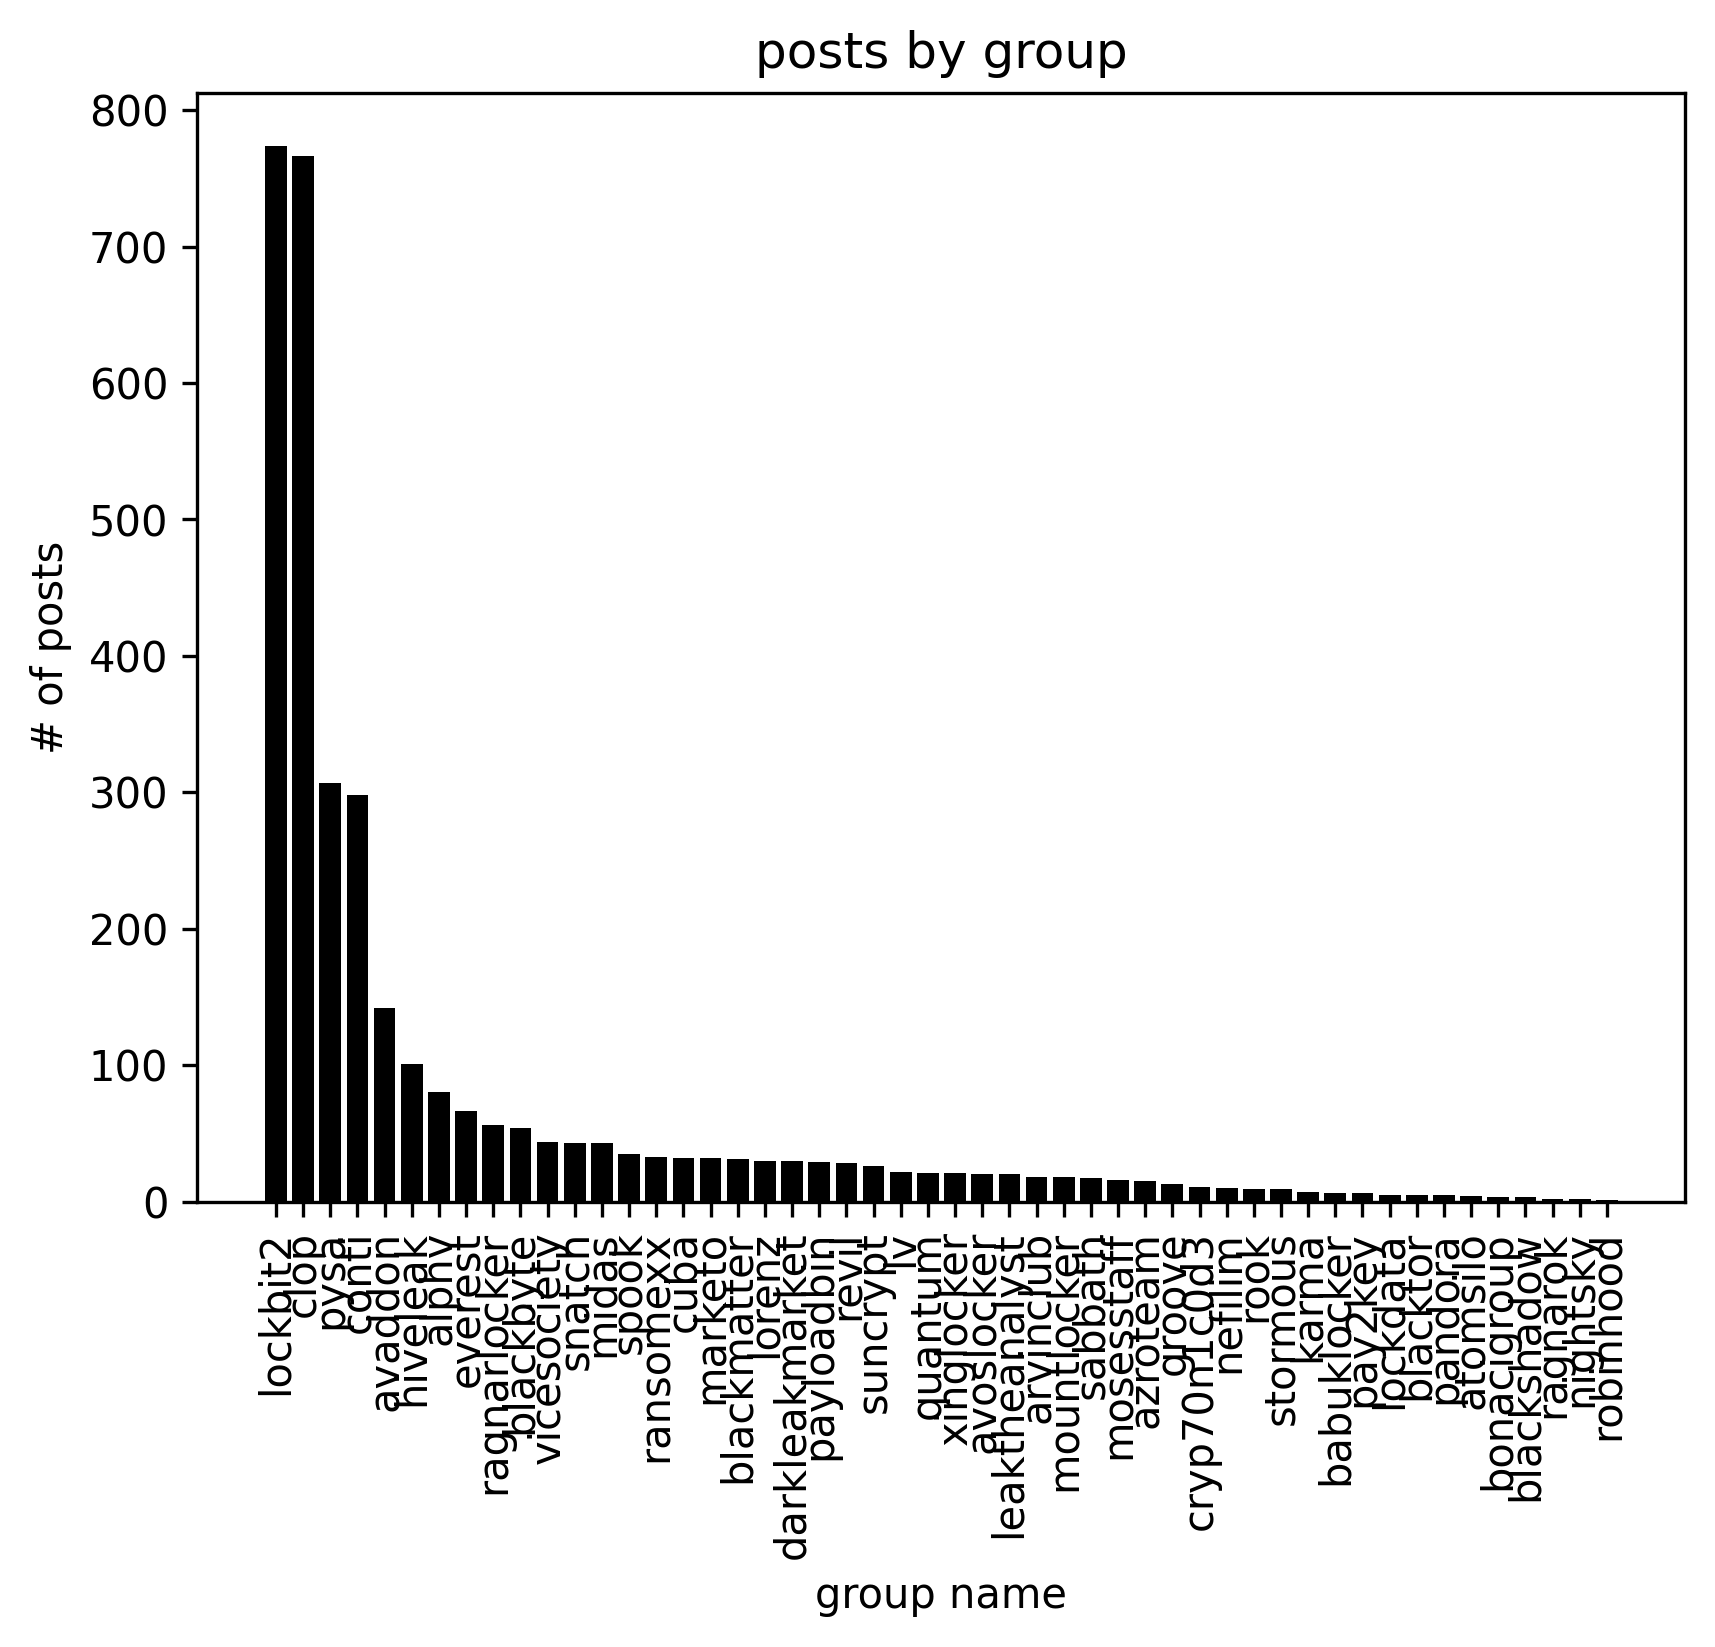 posts by group
800
700
600
500
400
300
200
100
0
# of posts
lockbit2
clop
pysa
conti
avaddon
hiveleak
alphv
everest
ragnarlocker
blackbyte
vicesociety
snatch
midas
spook
ransomexx
cuba
marketo
blackmatter
lorenz
darkleakmarket
payloadbin
revil
suncrypt
lv
quantum
xinglocker
avoslocker
leaktheanalyst
arvinclub
mountlocker
sabbath
mosesstaff
azroteam
groove
cryp70n1c0d3
nefilim
rook
stormous
karma
babuklocker
pay2key
lockdata
blacktor
pandora
atomsilo
bonacigroup
blackshadow
ragnarok
nightsky
robinhood
group name